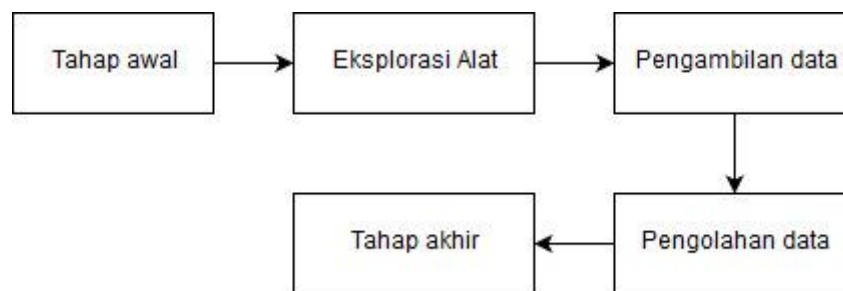 Tahap awal
Eksplorasi Alat
Pengambilan data
Pengolahan data
Tahap akhir